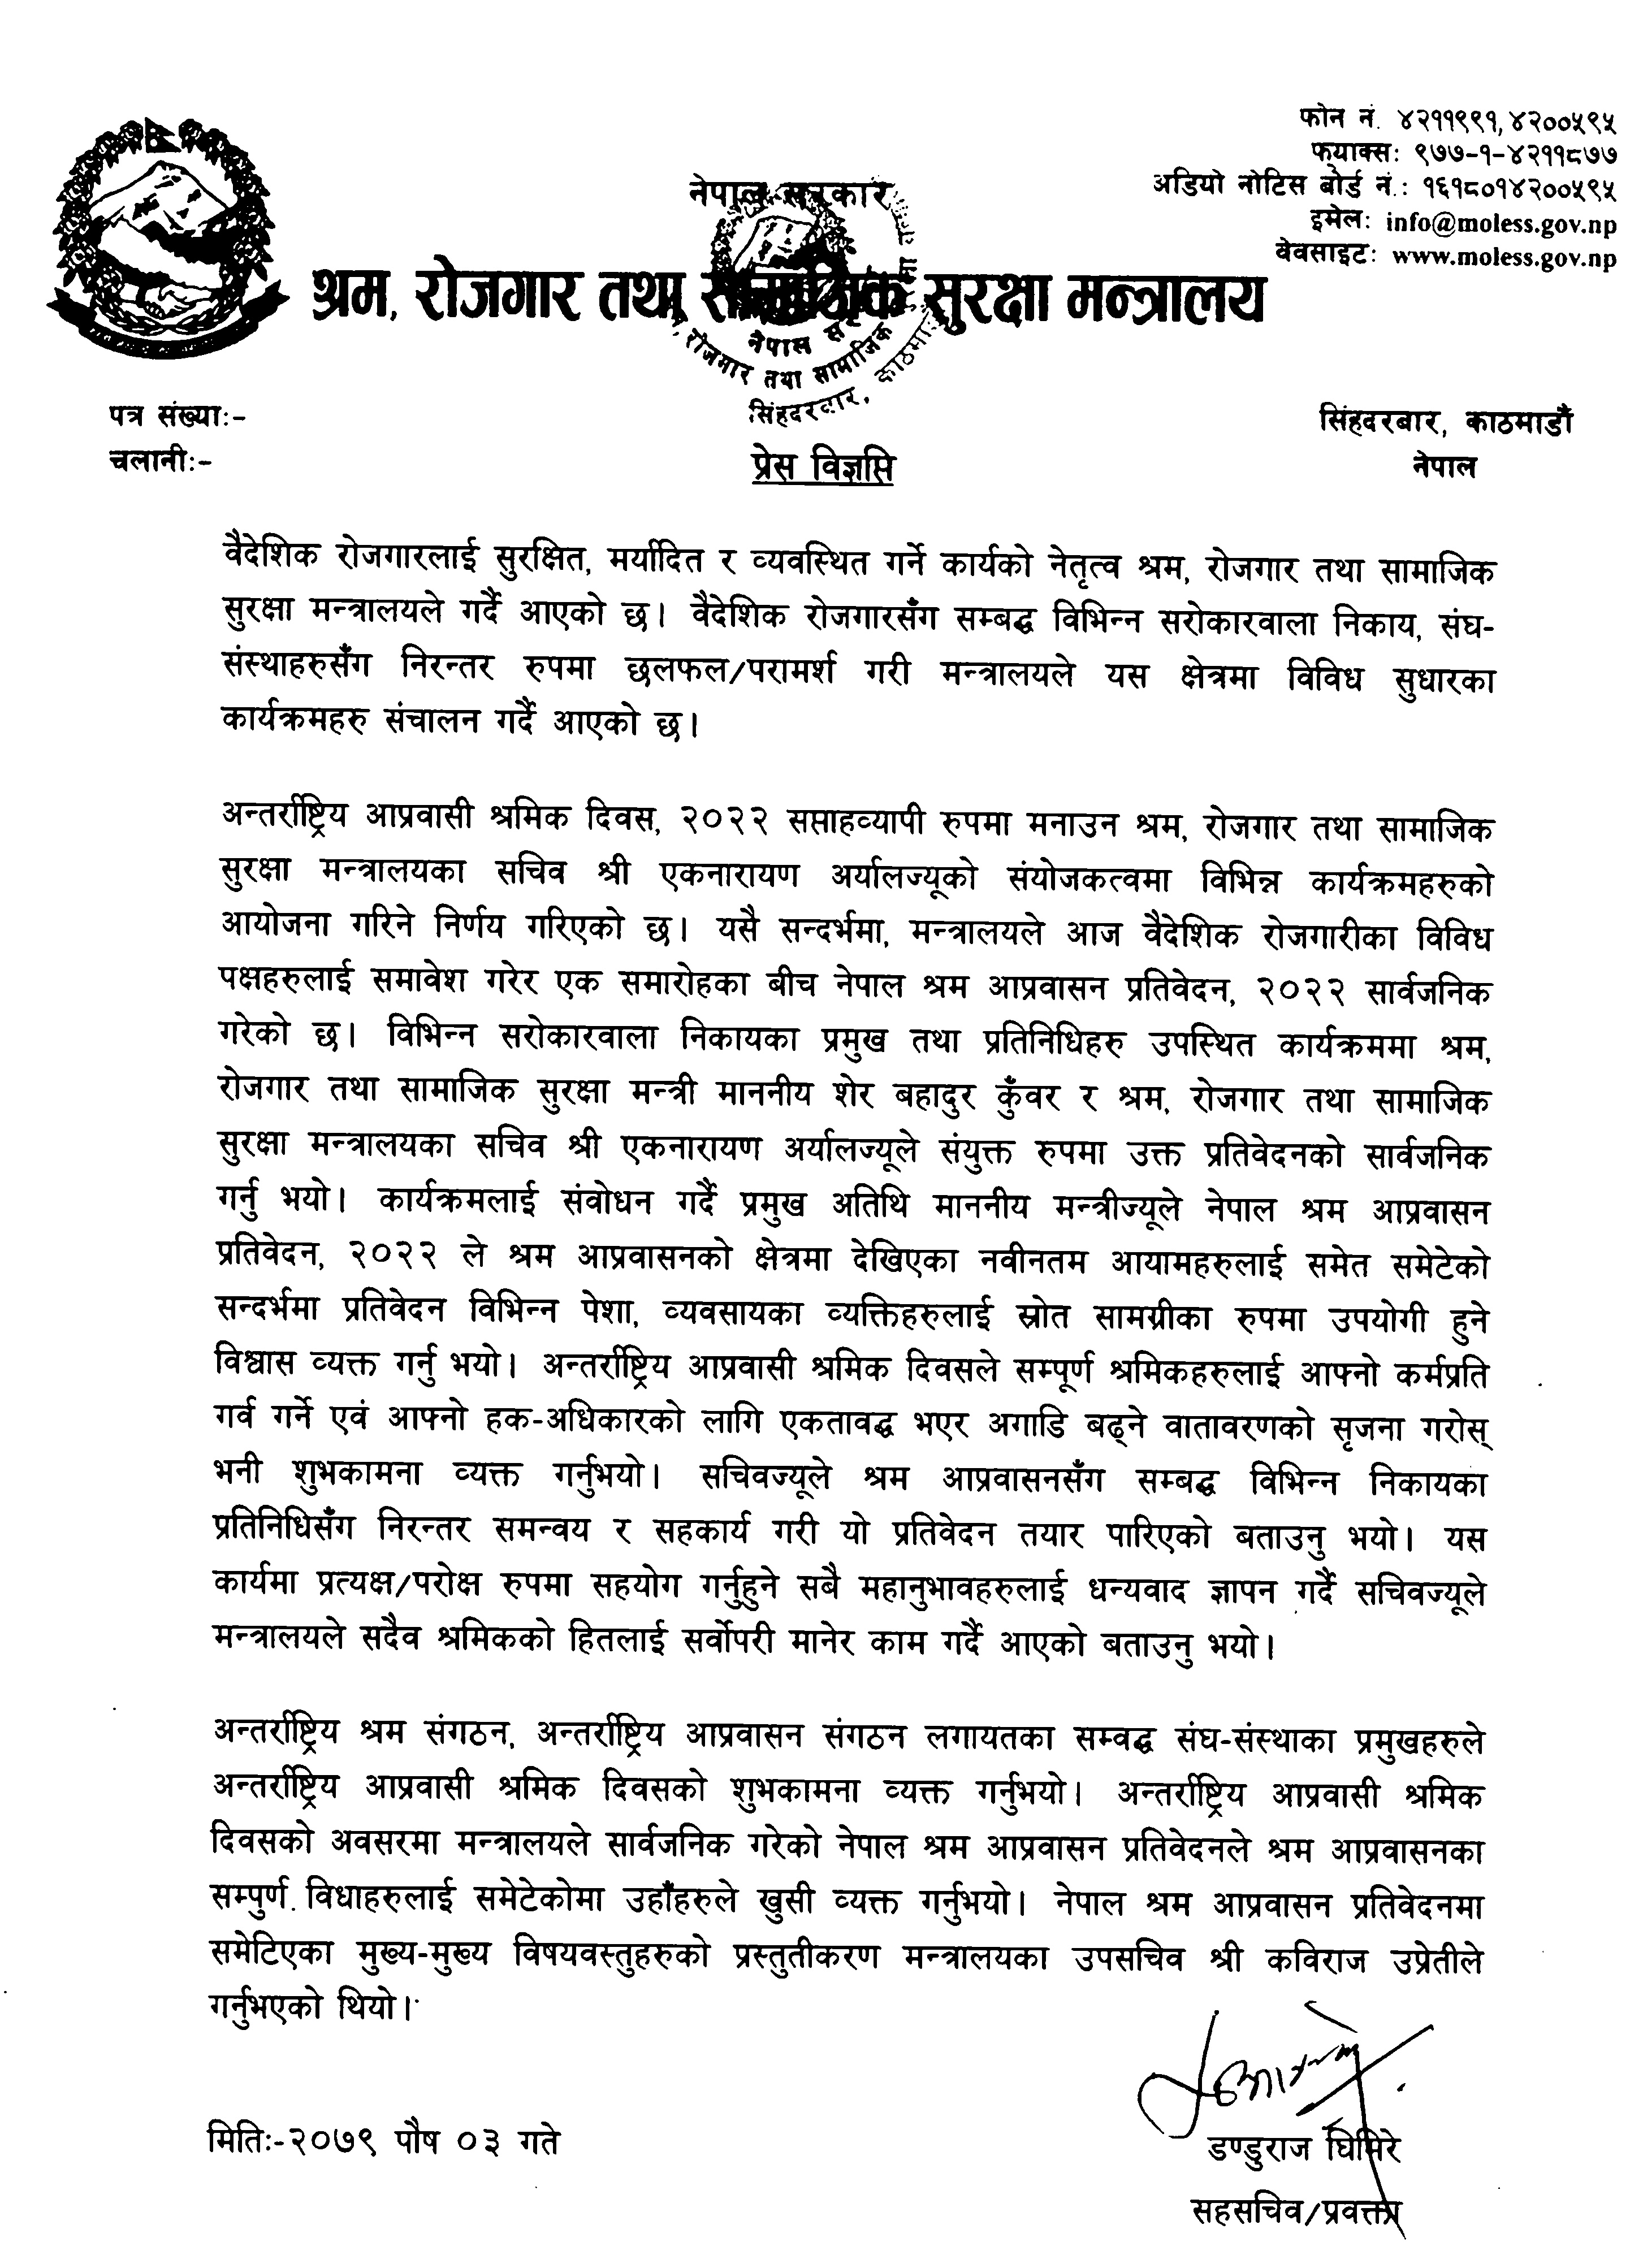 फोन नं. ४२११९९१, ४२००५९५
फ्याक्स: ९७७-१-४२११८७७
अडियो नोटिस बोर्ड नं.: १६१८०१४२००५९५
इमेल: info@moless.gov.np
वेवसाइट: www.moless.gov.np
नेपाल सरकार
श्रम, रोजगार तथा सामाजिक सुरक्षा मन्त्रालय
नेपाल सर
रोजगार तथा सामाजिक
सिंहदरबार, काठमा
पत्र संख्याः-
चलानीः-
सिंहदरबार, काठमाडौं
नेपाल
प्रेस विज्ञप्ति
वैदेशिक रोजगारलाई सुरक्षित, मर्यादित र व्यवस्थित गर्ने कार्यको नेतृत्व श्रम, रोजगार तथा सामाजिक
सुरक्षा मन्त्रालयले गर्दै आएको छ। वैदेशिक रोजगारसँग सम्बद्ध विभिन्न सरोकारवाला निकाय, संघ-
संस्थाहरुसँग निरन्तर रुपमा छलफल/परामर्श गरी मन्त्रालयले यस क्षेत्रमा विविध सुधारका
कार्यक्रमहरु संचालन गर्दै आएको छ।
अन्तर्राष्ट्रिय आप्रवासी श्रमिक दिवस, २०२२ सप्ताहव्यापी रुपमा मनाउन श्रम, रोजगार तथा सामाजिक
सुरक्षा मन्त्रालयका सचिव श्री एकनारायण अर्यालज्यूको संयोजकत्वमा विभिन्न कार्यक्रमहरुको
आयोजना गरिने निर्णय गरिएको छ। यसै सन्दर्भमा, मन्त्रालयले आज वैदेशिक रोजगारीका विविध
पक्षहरुलाई समावेश गरेर एक समारोहका बीच नेपाल श्रम आप्रवासन प्रतिवेदन, २०२२ सार्वजनिक
गरेको छ। विभिन्न सरोकारवाला निकायका प्रमुख तथा प्रतिनिधिहरु उपस्थित कार्यक्रममा श्रम,
रोजगार तथा सामाजिक सुरक्षा मन्त्री माननीय शेर बहादुर कुँवर र श्रम, रोजगार तथा सामाजिक
सुरक्षा मन्त्रालयका सचिव श्री एकनारायण अर्यालज्यूले संयुक्त रुपमा उक्त प्रतिवेदनको सार्वजनिक
गर्नु भयो। कार्यक्रमलाई संवोधन गर्दै प्रमुख अतिथि माननीय मन्त्रीज्यूले नेपाल श्रम आप्रवासन
प्रतिवेदन, २०२२ ले श्रम आप्रवासनको क्षेत्रमा देखिएका नवीनतम आयामहरुलाई समेत समेटेको
सन्दर्भमा प्रतिवेदन विभिन्न पेशा, व्यवसायका व्यक्तिहरुलाई स्रोत सामग्रीका रुपमा उपयोगी हुने
विश्वास व्यक्त गर्नु भयो। अन्तर्राष्ट्रिय आप्रवासी श्रमिक दिवसले सम्पूर्ण श्रमिकहरुलाई आफ्नो कर्मप्रति
गर्व गर्ने एवं आफ्नो हक-अधिकारको लागि एकतावद्ध भएर अगाडि बढ्ने वातावरणको सृजना गरोस्
भनी शुभकामना व्यक्त गर्नुभयो। सचिवज्यूले श्रम आप्रवासनसँग सम्बद्ध विभिन्न निकायका
प्रतिनिधिसँग निरन्तर समन्वय र सहकार्य गरी यो प्रतिवेदन तयार पारिएको बताउनु भयो। यस
कार्यमा प्रत्यक्ष/परोक्ष रुपमा सहयोग गर्नुहुने सबै महानुभावहरुलाई धन्यवाद ज्ञापन गर्दै सचिवज्यूले
मन्त्रालयले सदैव श्रमिकको हितलाई सर्वोपरी मानेर काम गर्दै आएको बताउनु भयो।
अन्तर्राष्ट्रिय श्रम संगठन, अन्तर्राष्ट्रिय आप्रवासन संगठन लगायतका सम्वद्ध संघ-संस्थाका प्रमुखहरुले
अन्तर्राष्ट्रिय आप्रवासी श्रमिक दिवसको शुभकामना व्यक्त गर्नुभयो। अन्तर्राष्ट्रिय आप्रवासी श्रमिक
दिवसको अवसरमा मन्त्रालयले सार्वजनिक गरेको नेपाल श्रम आप्रवासन प्रतिवेदनले श्रम आप्रवासनका
सम्पुर्ण विधाहरुलाई समेटेकोमा उहाँहरुले खुसी व्यक्त गर्नुभयो। नेपाल श्रम आप्रवासन प्रतिवेदनमा
समेटिएका मुख्य-मुख्य विषयवस्तुहरुको प्रस्तुतीकरण मन्त्रालयका उपसचिव श्री कविराज उप्रेतीले
गर्नुभएको थियो।
मितिः-२०७९ पौष ०३ गते
डण्डुराज घिमिरे
सहसचिव/प्रवक्ता